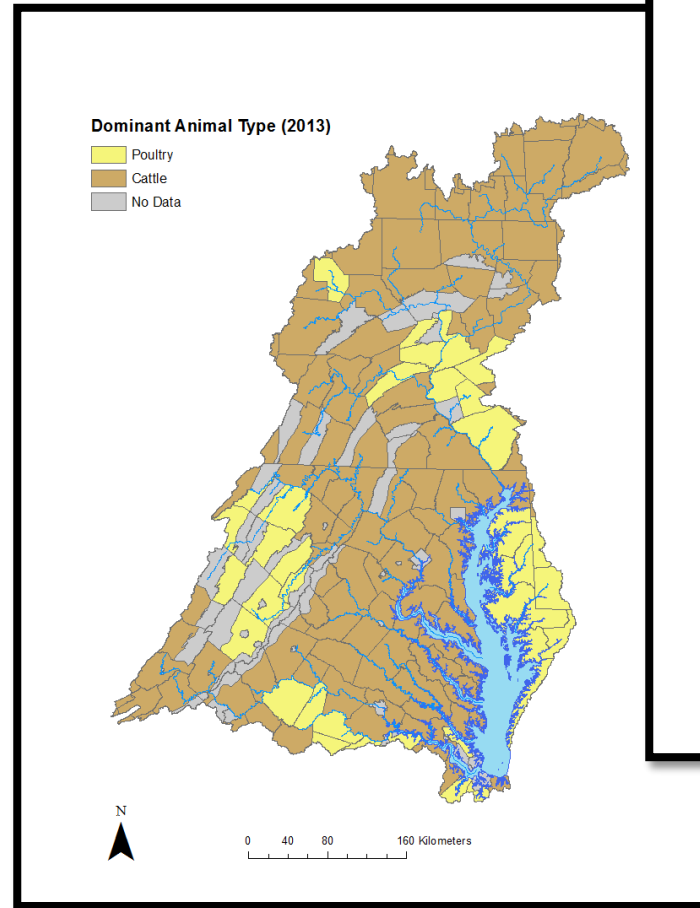 Dominant Animal Type (2013)
Poultry
Cattle
No Data
N
0 40 80 160 Kilometers